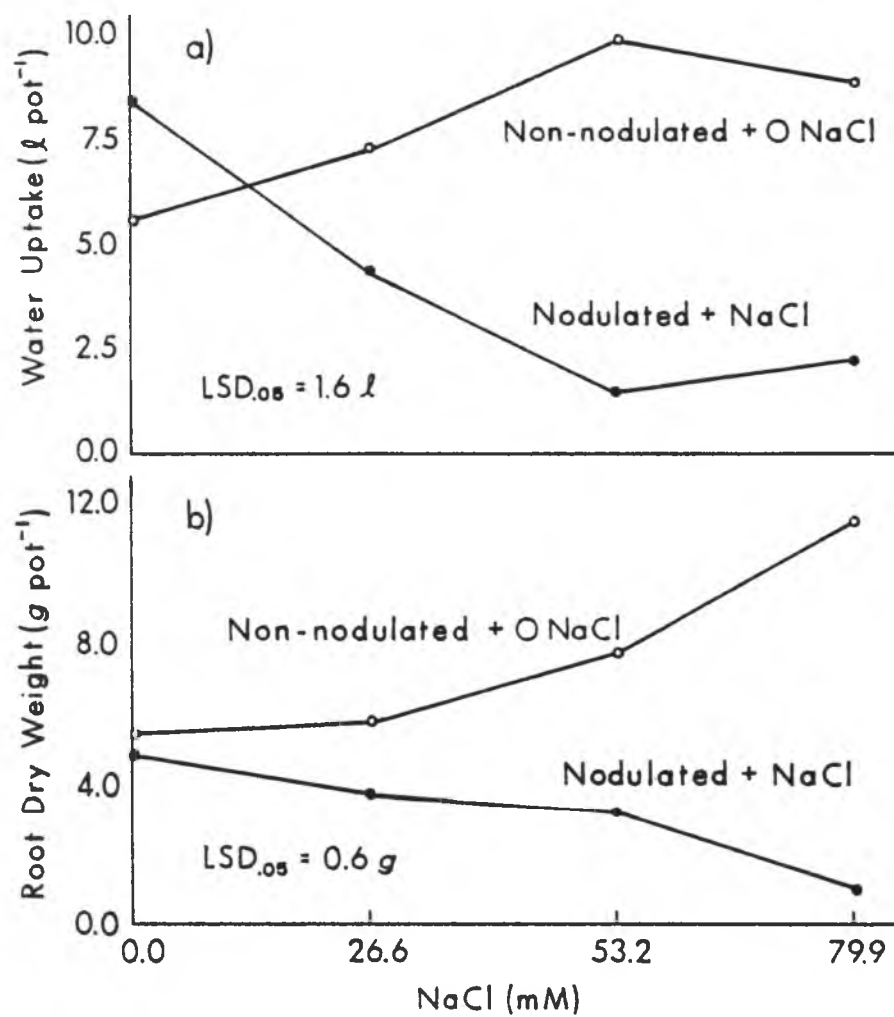 a)
Water Uptake (ℓ pot⁻¹)
10.0
7.5
5.0
2.5
0.0
Non-nodulated + O NaCl
Nodulated + NaCl
LSD.05 = 1.6 ℓ
b)
Root Dry Weight (g pot⁻¹)
12.0
8.0
4.0
0.0
Non-nodulated + O NaCl
Nodulated + NaCl
LSD.05 = 0.6 g
0.0 26.6 53.2 79.9
NaCl (mM)